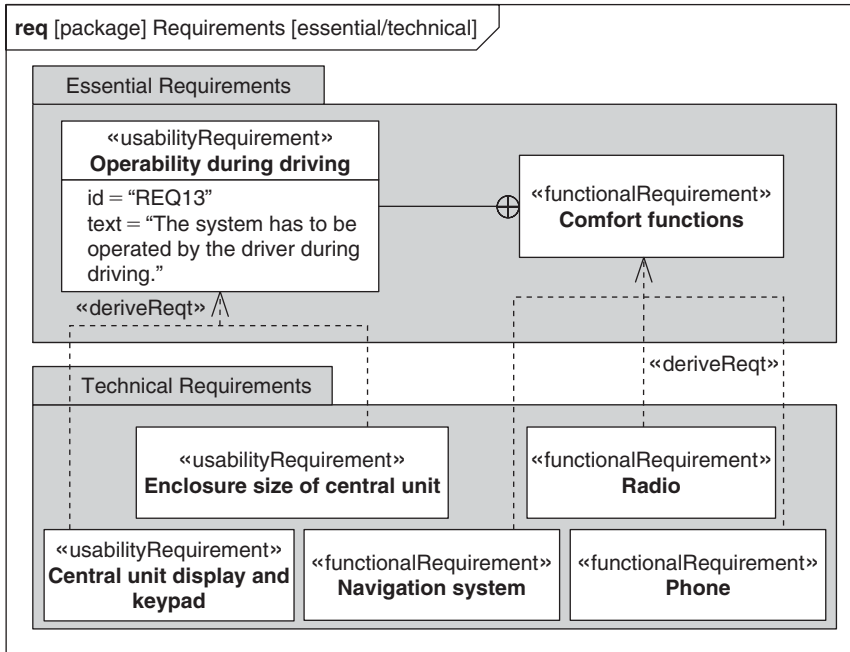 req [package] Requirements [essential/technical]
Essential Requirements
«usabilityRequirement»
Operability during driving
id = “REQ13”
text = “The system has to be
operated by the driver during
driving.”
«functionalRequirement»
Comfort functions
«deriveReqt»
«deriveReqt»
Technical Requirements
«usabilityRequirement»
Enclosure size of central unit
«functionalRequirement»
Radio
«usabilityRequirement»
Central unit display and
keypad
«functionalRequirement»
Navigation system
«functionalRequirement»
Phone